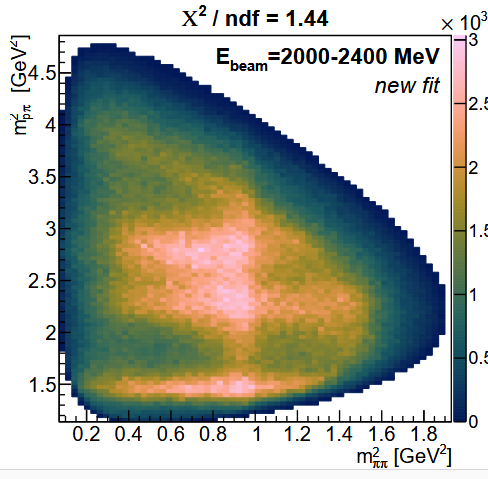 X² / ndf = 1.44
× 10³
E_beam=2000-2400 MeV
new fit
m²_pπ [GeV²]
4.5
4
3.5
3
2.5
2
1.5
0.2 0.4 0.6 0.8 1 1.2 1.4 1.6 1.8
m²_ππ [GeV²]
3
2.5
2
1.5
1
0.5
0